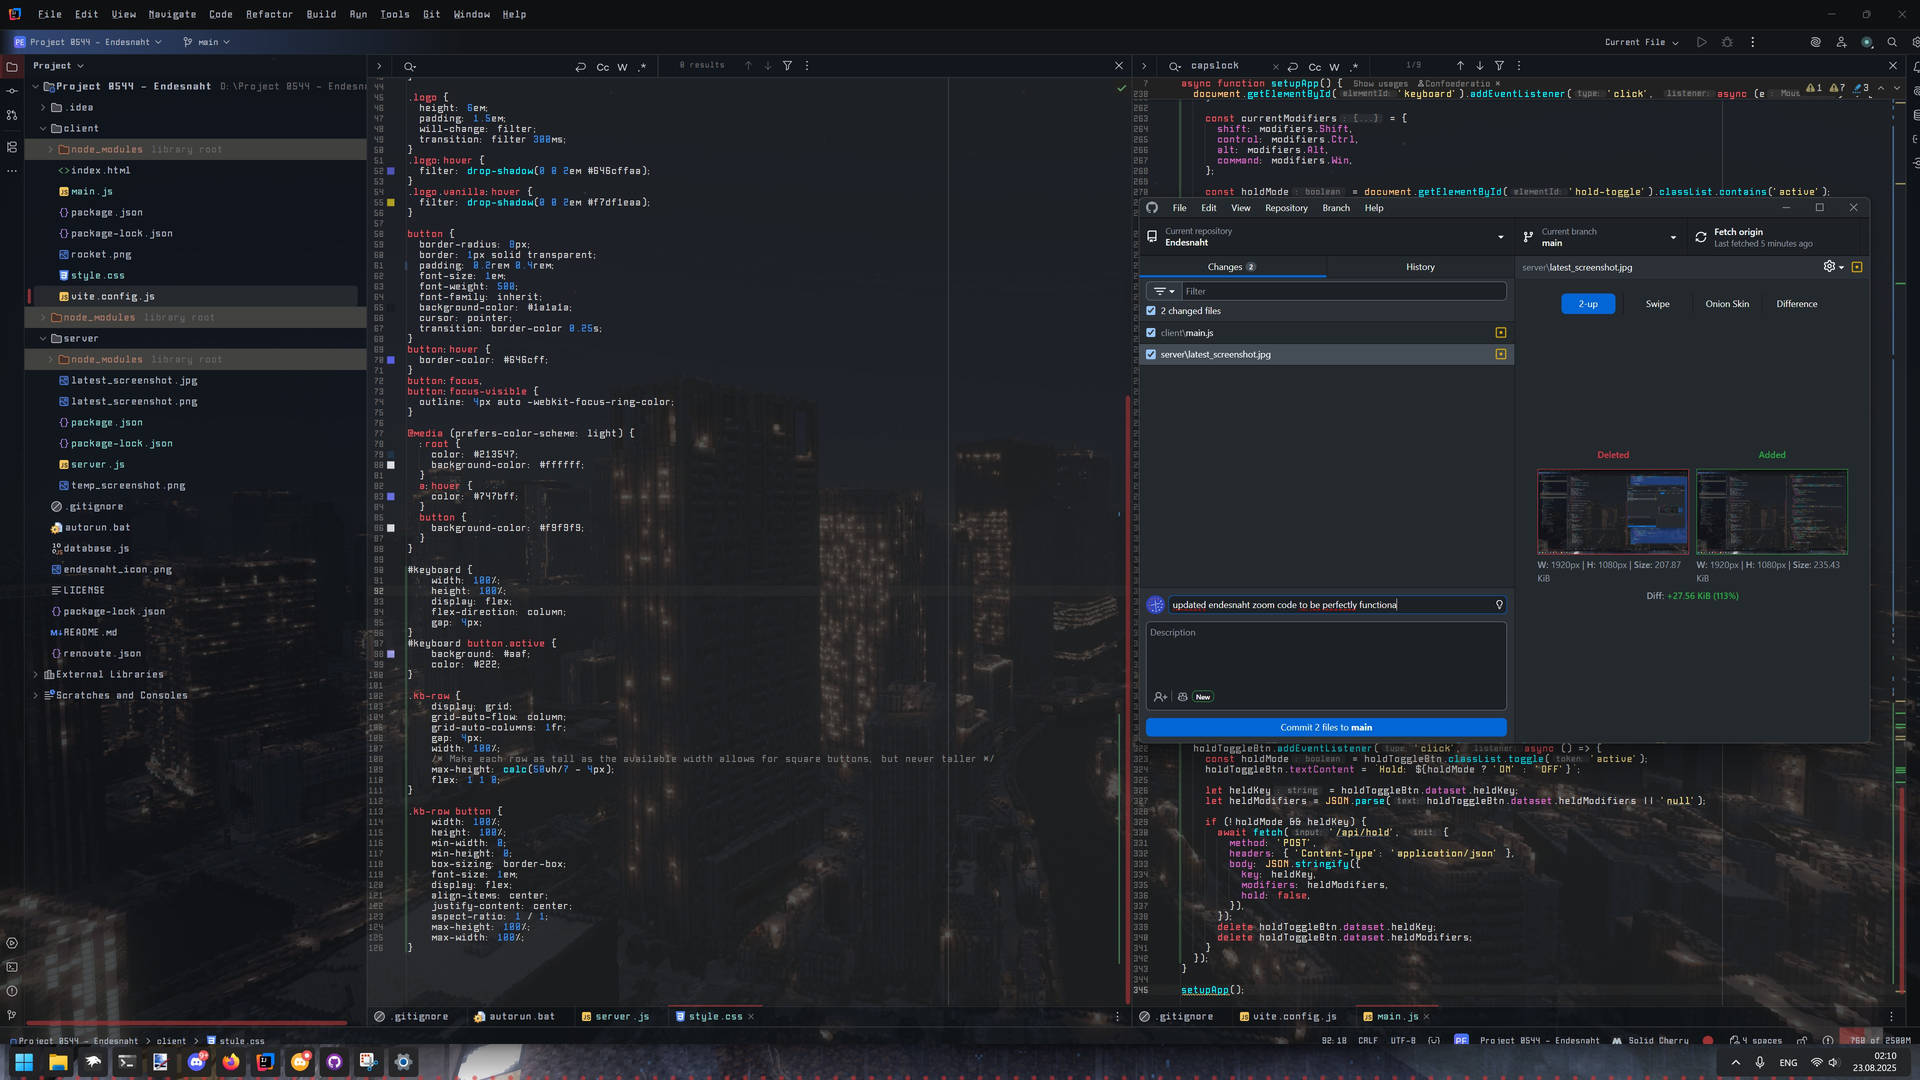 File Edit View Navigate Code Refactor Build Run Tools Git Window Help
PE Project 0544 - Endesnaht main Current File
Project
Project 0544 - Endesnaht D:\Project 0544 - Endesn
.idea
client
node_modules library root
index.html
main.js
package.json
package-lock.json
rocket.png
style.css
vite.config.js
node_modules library root
server
node_modules library root
latest_screenshot.jpg
latest_screenshot.png
package.json
package-lock.json
server.js
temp_screenshot.png
.gitignore
autorun.bat
database.js
endesnaht_icon.png
LICENSE
package-lock.json
README.md
renovate.json
External Libraries
Scratches and Consoles
Cc W .* 0 results
.logo {
height: 6em;
padding: 1.5em;
will-change: filter;
transition: filter 300ms;
}
.logo:hover {
filter: drop-shadow(0 0 2em #646cffaa);
}
.logo.vanilla:hover {
filter: drop-shadow(0 0 2em #f7df1eaa);
}
button {
border-radius: 8px;
border: 1px solid transparent;
padding: 0.2rem 0.4rem;
font-size: 1em;
font-weight: 500;
font-family: inherit;
background-color: #1a1a1a;
cursor: pointer;
transition: border-color 0.25s;
}
button:hover {
border-color: #646cff;
}
button:focus,
button:focus-visible {
outline: 4px auto -webkit-focus-ring-color;
}
@media (prefers-color-scheme: light) {
:root {
color: #213547;
background-color: #ffffff;
}
a:hover {
color: #747bff;
}
button {
background-color: #f9f9f9;
}
}
#keyboard {
width: 100%;
height: 100%;
display: flex;
flex-direction: column;
gap: 4px;
}
#keyboard button.active {
background: #aaf;
color: #222;
}
.kb-row {
display: grid;
grid-auto-flow: column;
grid-auto-columns: 1fr;
gap: 4px;
width: 100%;
/* Make each row as tall as the available width allows for square buttons, but never taller */
max-height: calc(50vh/7 - 4px);
flex: 1 1 0;
}
.kb-row button {
width: 100%;
height: 100%;
min-width: 0;
min-height: 0;
box-sizing: border-box;
font-size: 1em;
display: flex;
align-items: center;
justify-content: center;
aspect-ratio: 1 / 1;
max-height: 100%;
max-width: 100%;
}
.gitignore autorun.bat server.js style.css
capslock Cc W .* 1/9
async function setupApp() { Show usages Confoederatio
document.getElementById( elementId: 'keyboard').addEventListener( type: 'click', listener: async (e : Mous
1 7 3
const currentModifiers : {...} = {
shift: modifiers.Shift,
control: modifiers.Ctrl,
alt: modifiers.Alt,
command: modifiers.Win,
};
const holdMode : boolean = document.getElementById( elementId: 'hold-toggle').classList.contains('active');
File Edit View Repository Branch Help
Current repository
Endesnaht
Current branch
main
Fetch origin
Last fetched 5 minutes ago
Changes 2 History
server\latest_screenshot.jpg
Filter
2 changed files
client\main.js
server\latest_screenshot.jpg
2-up Swipe Onion Skin Difference
Deleted Added
W: 1920px | H: 1080px | Size: 207.87 KiB
W: 1920px | H: 1080px | Size: 235.43 KiB
Diff: +27.56 KiB (113%)
updated endesnaht zoom code to be perfectly functiona
Description
New
Commit 2 files to main
holdToggleBtn.addEventListener( type: 'click', listener: async () => {
const holdMode : boolean = holdToggleBtn.classList.toggle( token: 'active');
holdToggleBtn.textContent = `Hold: ${holdMode ? 'ON' : 'OFF'}`;
let heldKey : string = holdToggleBtn.dataset.heldKey;
let heldModifiers = JSON.parse( text: holdToggleBtn.dataset.heldModifiers || 'null');
if (!holdMode && heldKey) {
await fetch( input: '/api/hold', init: {
method: 'POST',
headers: { 'Content-Type': 'application/json' },
body: JSON.stringify({
key: heldKey,
modifiers: heldModifiers,
hold: false,
}),
});
delete holdToggleBtn.dataset.heldKey;
delete holdToggleBtn.dataset.heldModifiers;
}
});
}
setupApp();
.gitignore vite.config.js main.js
Project 0544 - Endesnaht > client > style.css
92:18 CRLF UTF-8 PE Project 0544 - Endesnaht Solid Cherry 4 spaces 760 of 2500M
ENG
02:10
23.08.2025